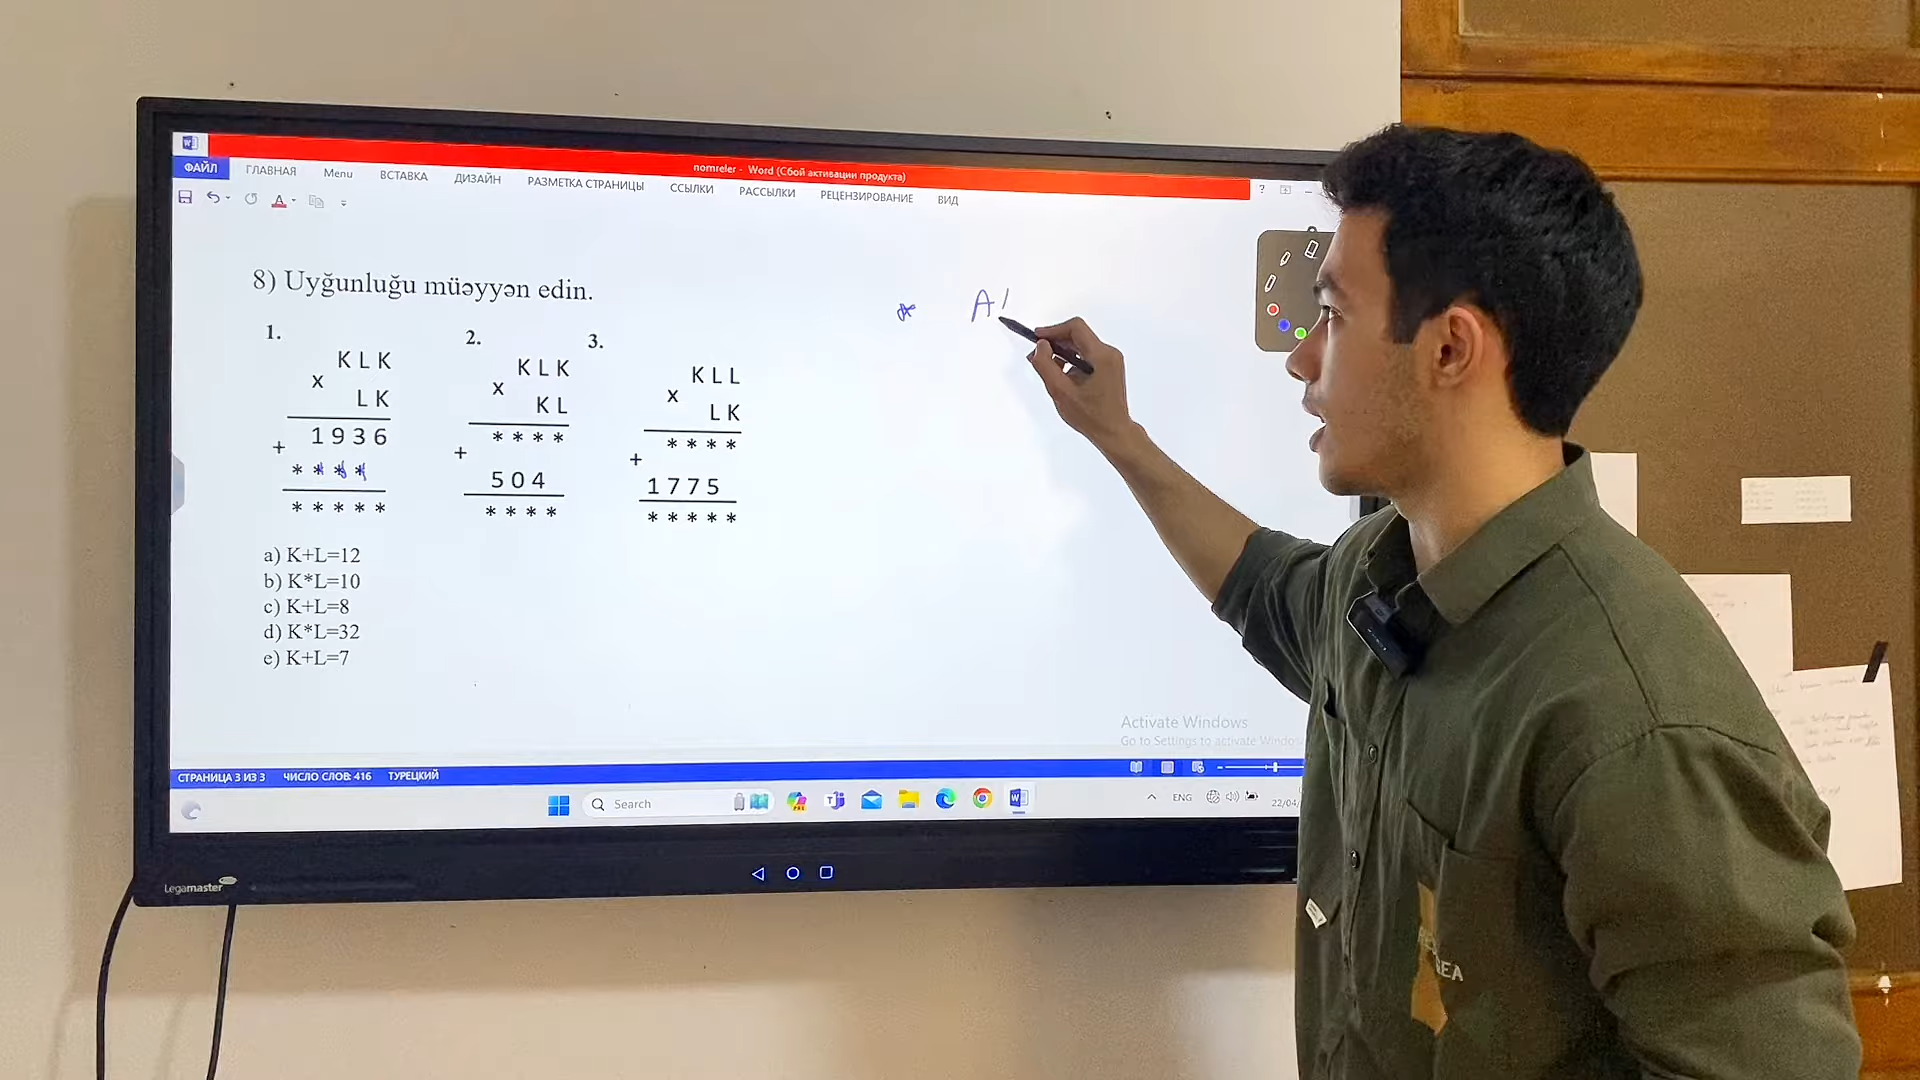 nomreler - Word (Сбой активации продукта)
ФАЙЛ ГЛАВНАЯ Menu ВСТАВКА ДИЗАЙН РАЗМЕТКА СТРАНИЦЫ ССЫЛКИ РАССЫЛКИ РЕЦЕНЗИРОВАНИЕ ВИД
8) Uyğunluğu müəyyən edin.
1.
K L K
x
L K
1 9 3 6
+
* * * *
* * * * *
2.
K L K
x
K L
* * * *
+
5 0 4
* * * *
3.
K L L
x
L K
* * * *
+
1 7 7 5
* * * * *
a) K+L=12
b) K*L=10
c) K+L=8
d) K*L=32
e) K+L=7
* A
Activate Windows
Go to Settings to activate Windo
СТРАНИЦА 3 ИЗ 3 ЧИСЛО СЛОВ: 416 ТУРЕЦКИЙ
Search
ENG
22/04/
Legamaster